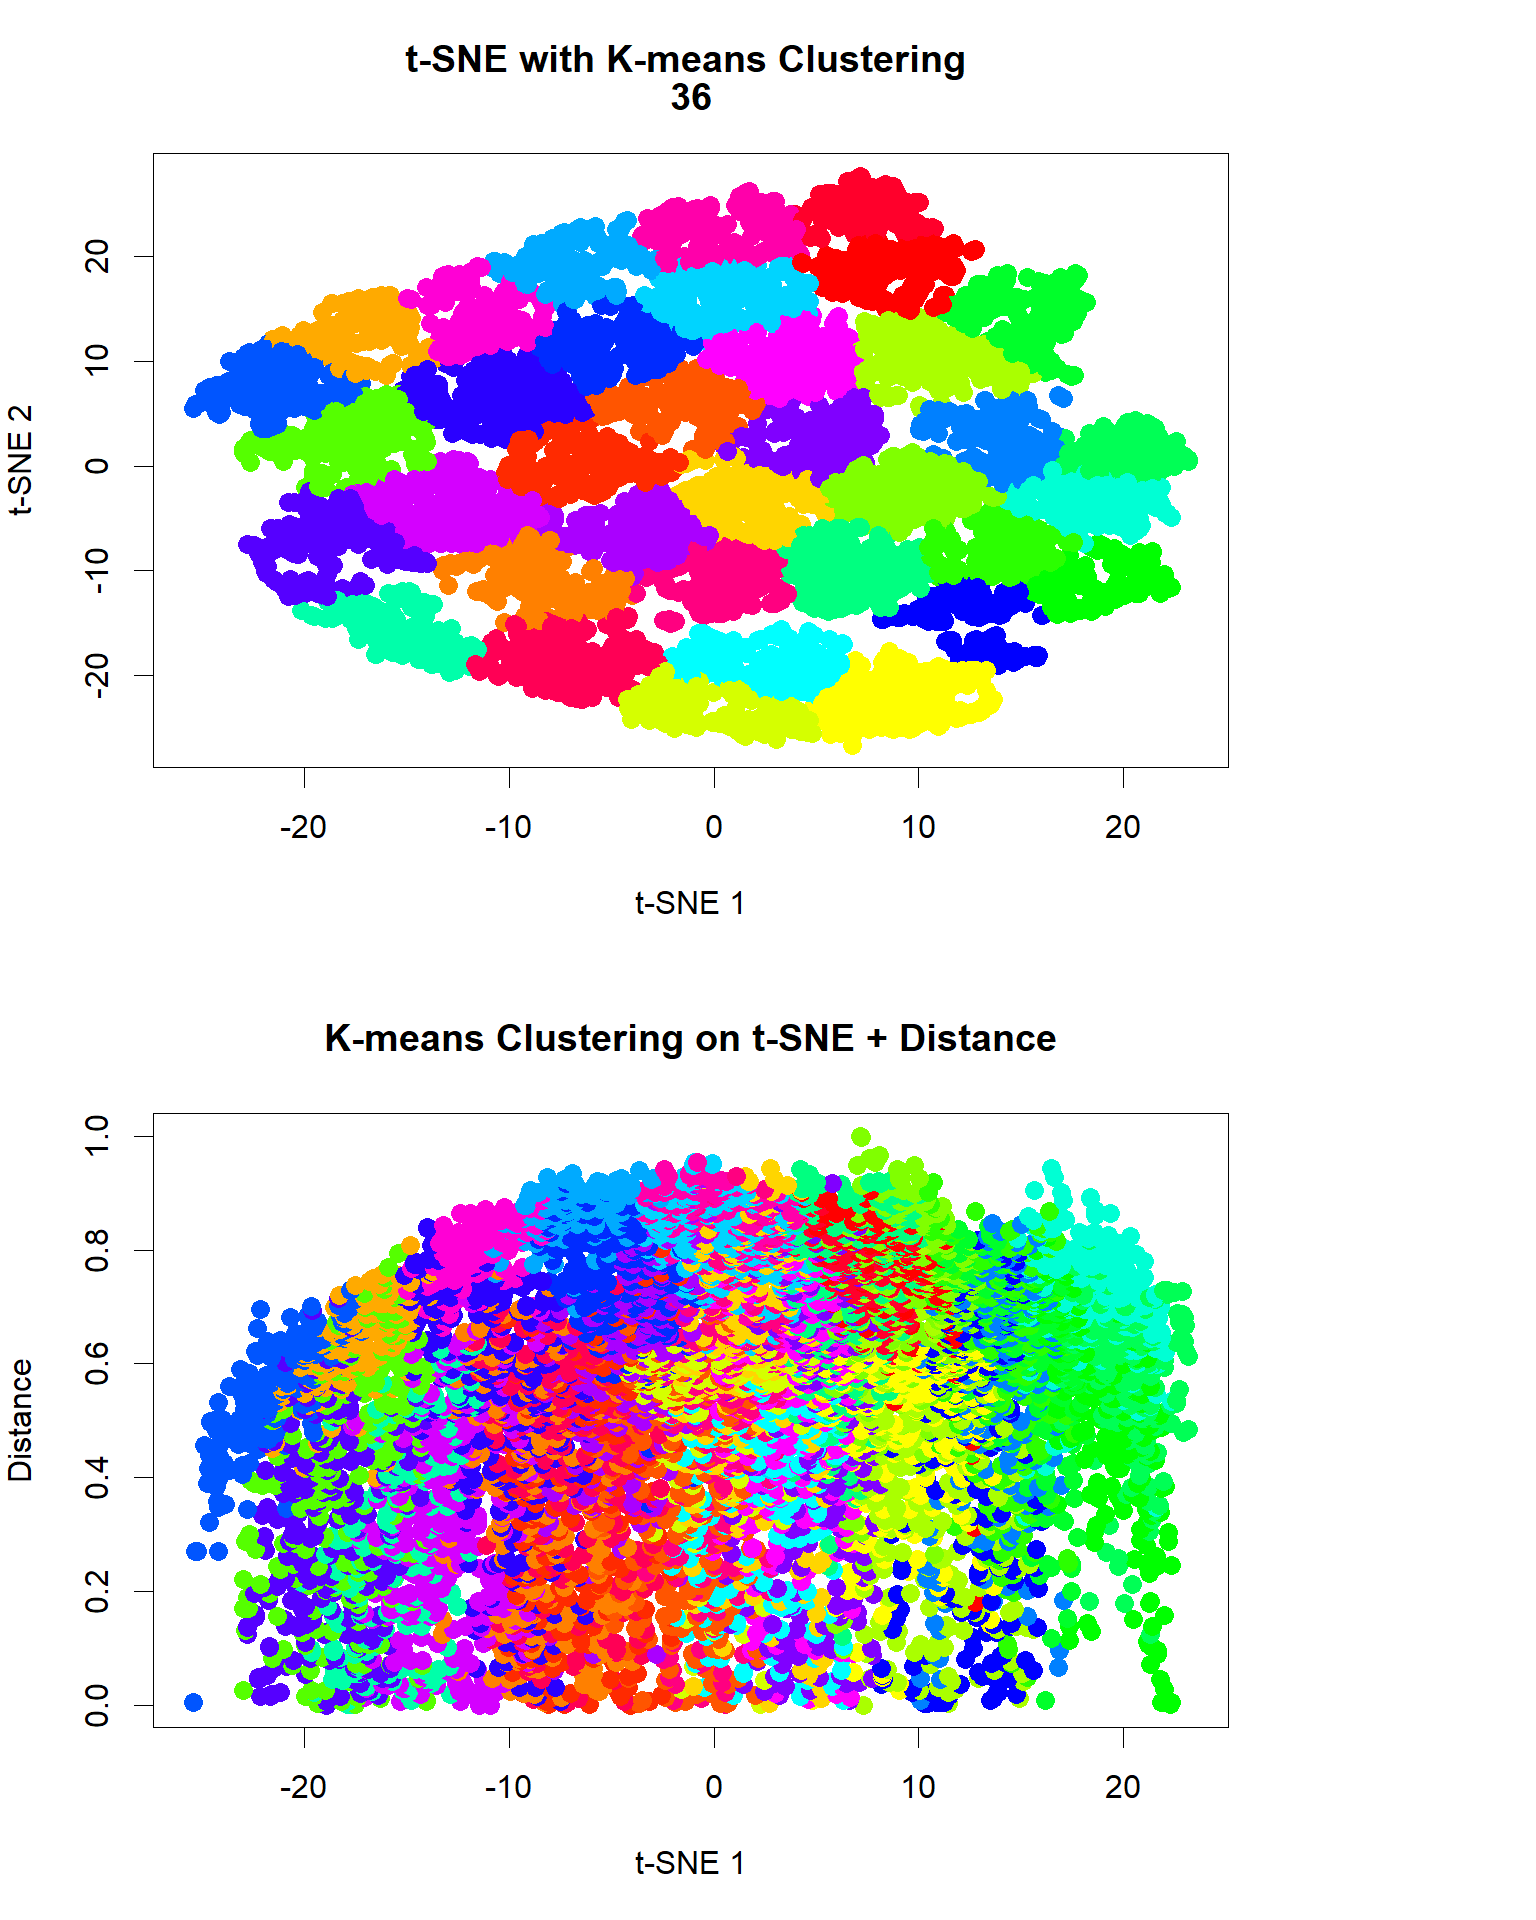 t-SNE with K-means Clustering
36
t-SNE 2
20
10
0
-10
-20
-20 -10 0 10 20
t-SNE 1
K-means Clustering on t-SNE + Distance
Distance
1.0
0.8
0.6
0.4
0.2
0.0
-20 -10 0 10 20
t-SNE 1